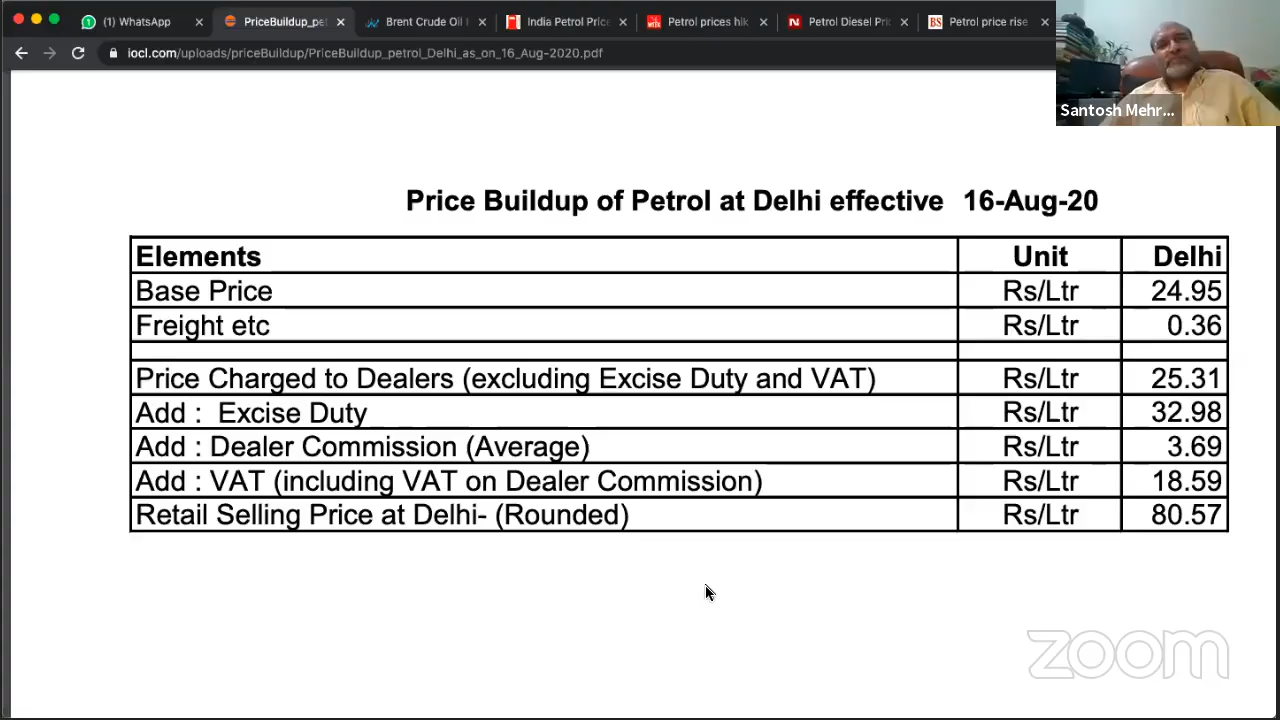 (1) WhatsApp
PriceBuildup_pet
Brent Crude Oil
India Petrol Price
Petrol prices hik
Petrol Diesel Pri
Petrol price rise
iocl.com/uploads/priceBuildup/PriceBuildup_petrol_Delhi_as_on_16_Aug-2020.pdf
Santosh Mehr...
Price Buildup of Petrol at Delhi effective 16-Aug-20
Elements Unit Delhi
Base Price Rs/Ltr 24.95
Freight etc Rs/Ltr 0.36
Price Charged to Dealers (excluding Excise Duty and VAT) Rs/Ltr 25.31
Add : Excise Duty Rs/Ltr 32.98
Add : Dealer Commission (Average) Rs/Ltr 3.69
Add : VAT (including VAT on Dealer Commission) Rs/Ltr 18.59
Retail Selling Price at Delhi- (Rounded) Rs/Ltr 80.57
zoom